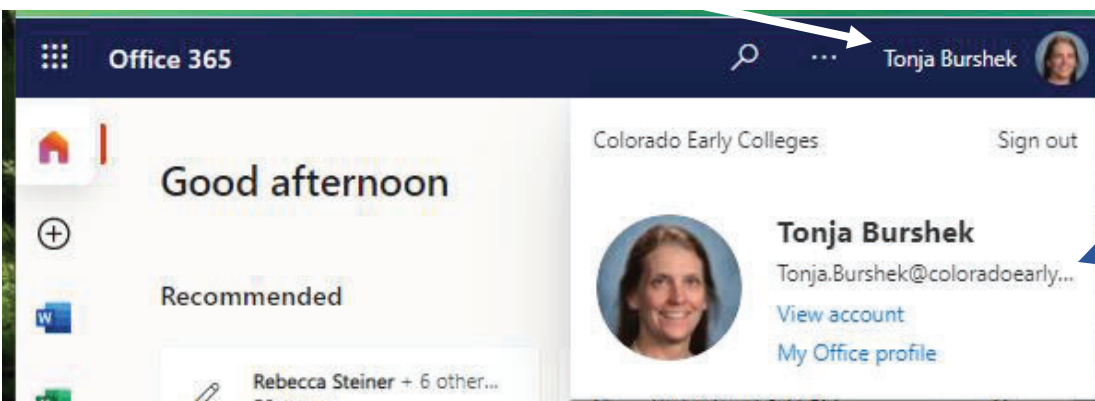 Office 365
Tonja Burshek
Colorado Early Colleges
Sign out
Good afternoon
Tonja Burshek
Tonja.Burshek@coloradoearly...
Recommended
View account
My Office profile
W
Rebecca Steiner + 6 other...